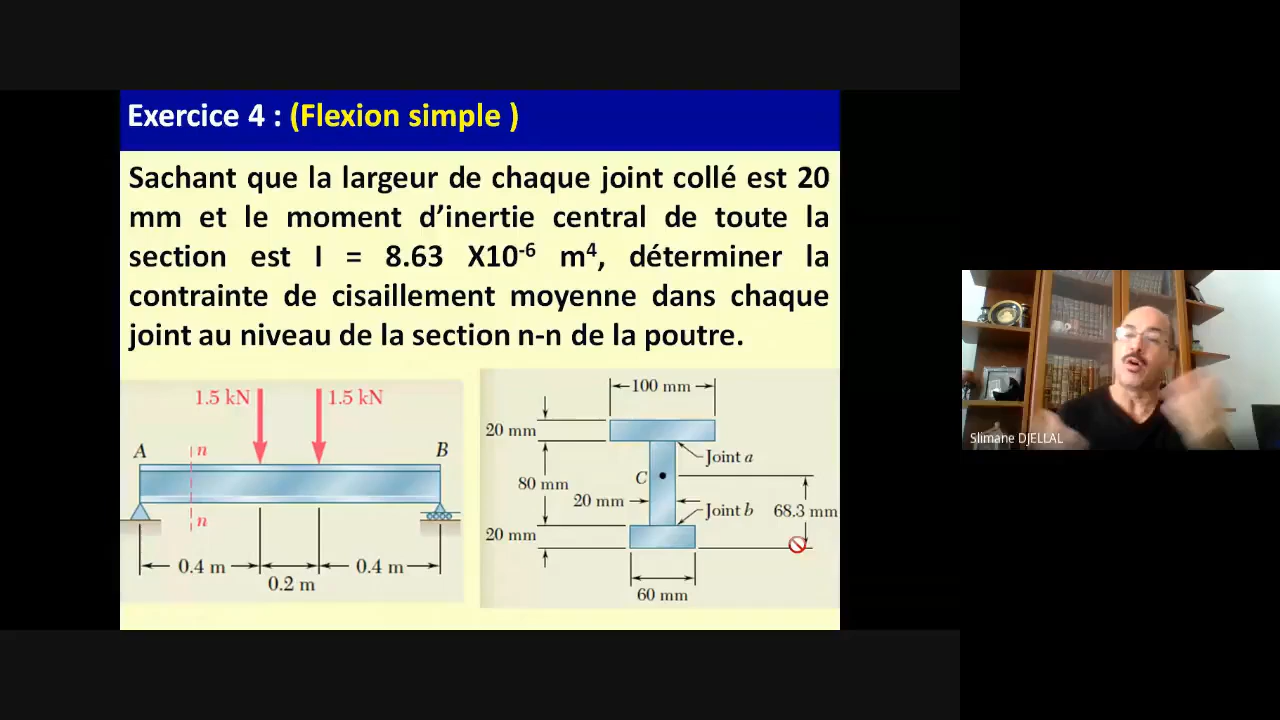 Exercice 4 : (Flexion simple )
Sachant que la largeur de chaque joint collé est 20
mm et le moment d’inertie central de toute la
section est I = 8.63 X10-6 m4, déterminer la
contrainte de cisaillement moyenne dans chaque
joint au niveau de la section n-n de la poutre.
1.5 kN
1.5 kN
A
n
B
n
0.4 m
0.2 m
0.4 m
100 mm
20 mm
Joint a
80 mm
C
20 mm
Joint b
68.3 mm
20 mm
60 mm
Slimane DJELLAL